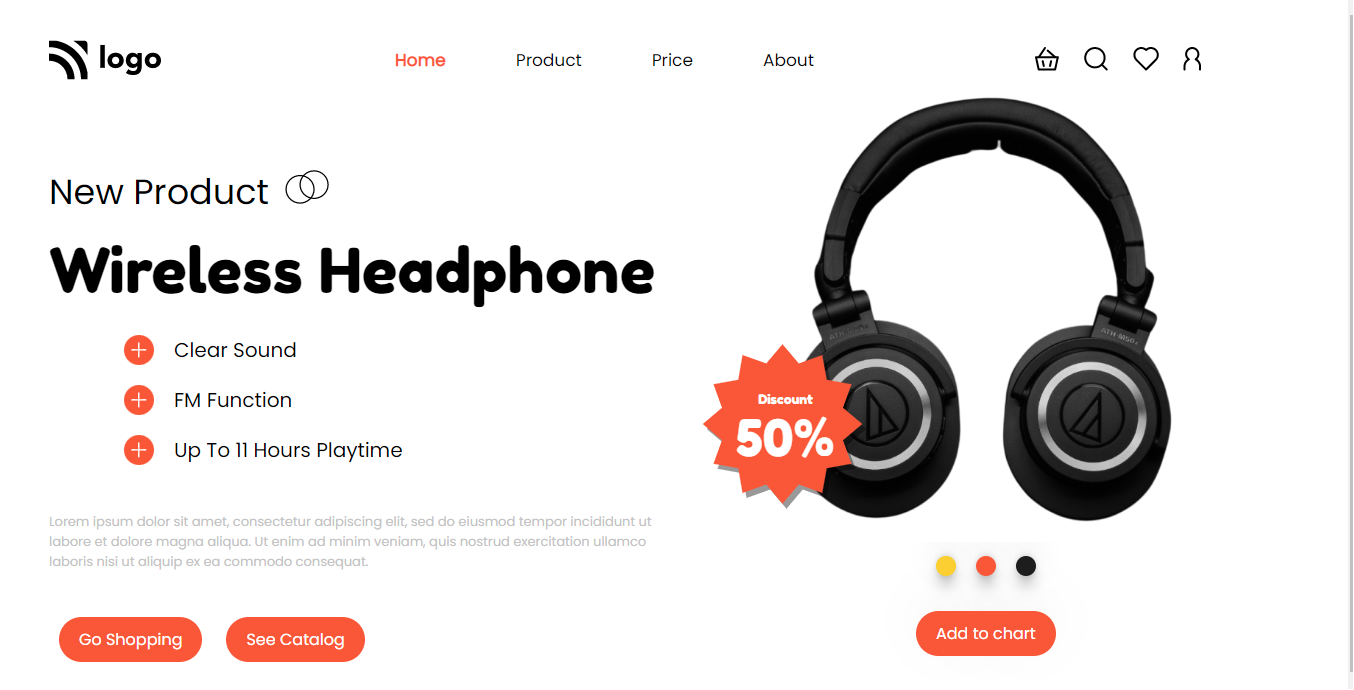 logo
Home Product Price About
New Product
Wireless Headphone
Clear Sound
FM Function
Up To 11 Hours Playtime
Discount
50%
Lorem ipsum dolor sit amet, consectetur adipiscing elit, sed do eiusmod tempor incididunt ut
labore et dolore magna aliqua. Ut enim ad minim veniam, quis nostrud exercitation ullamco
laboris nisi ut aliquip ex ea commodo consequat.
Go Shopping See Catalog
Add to chart